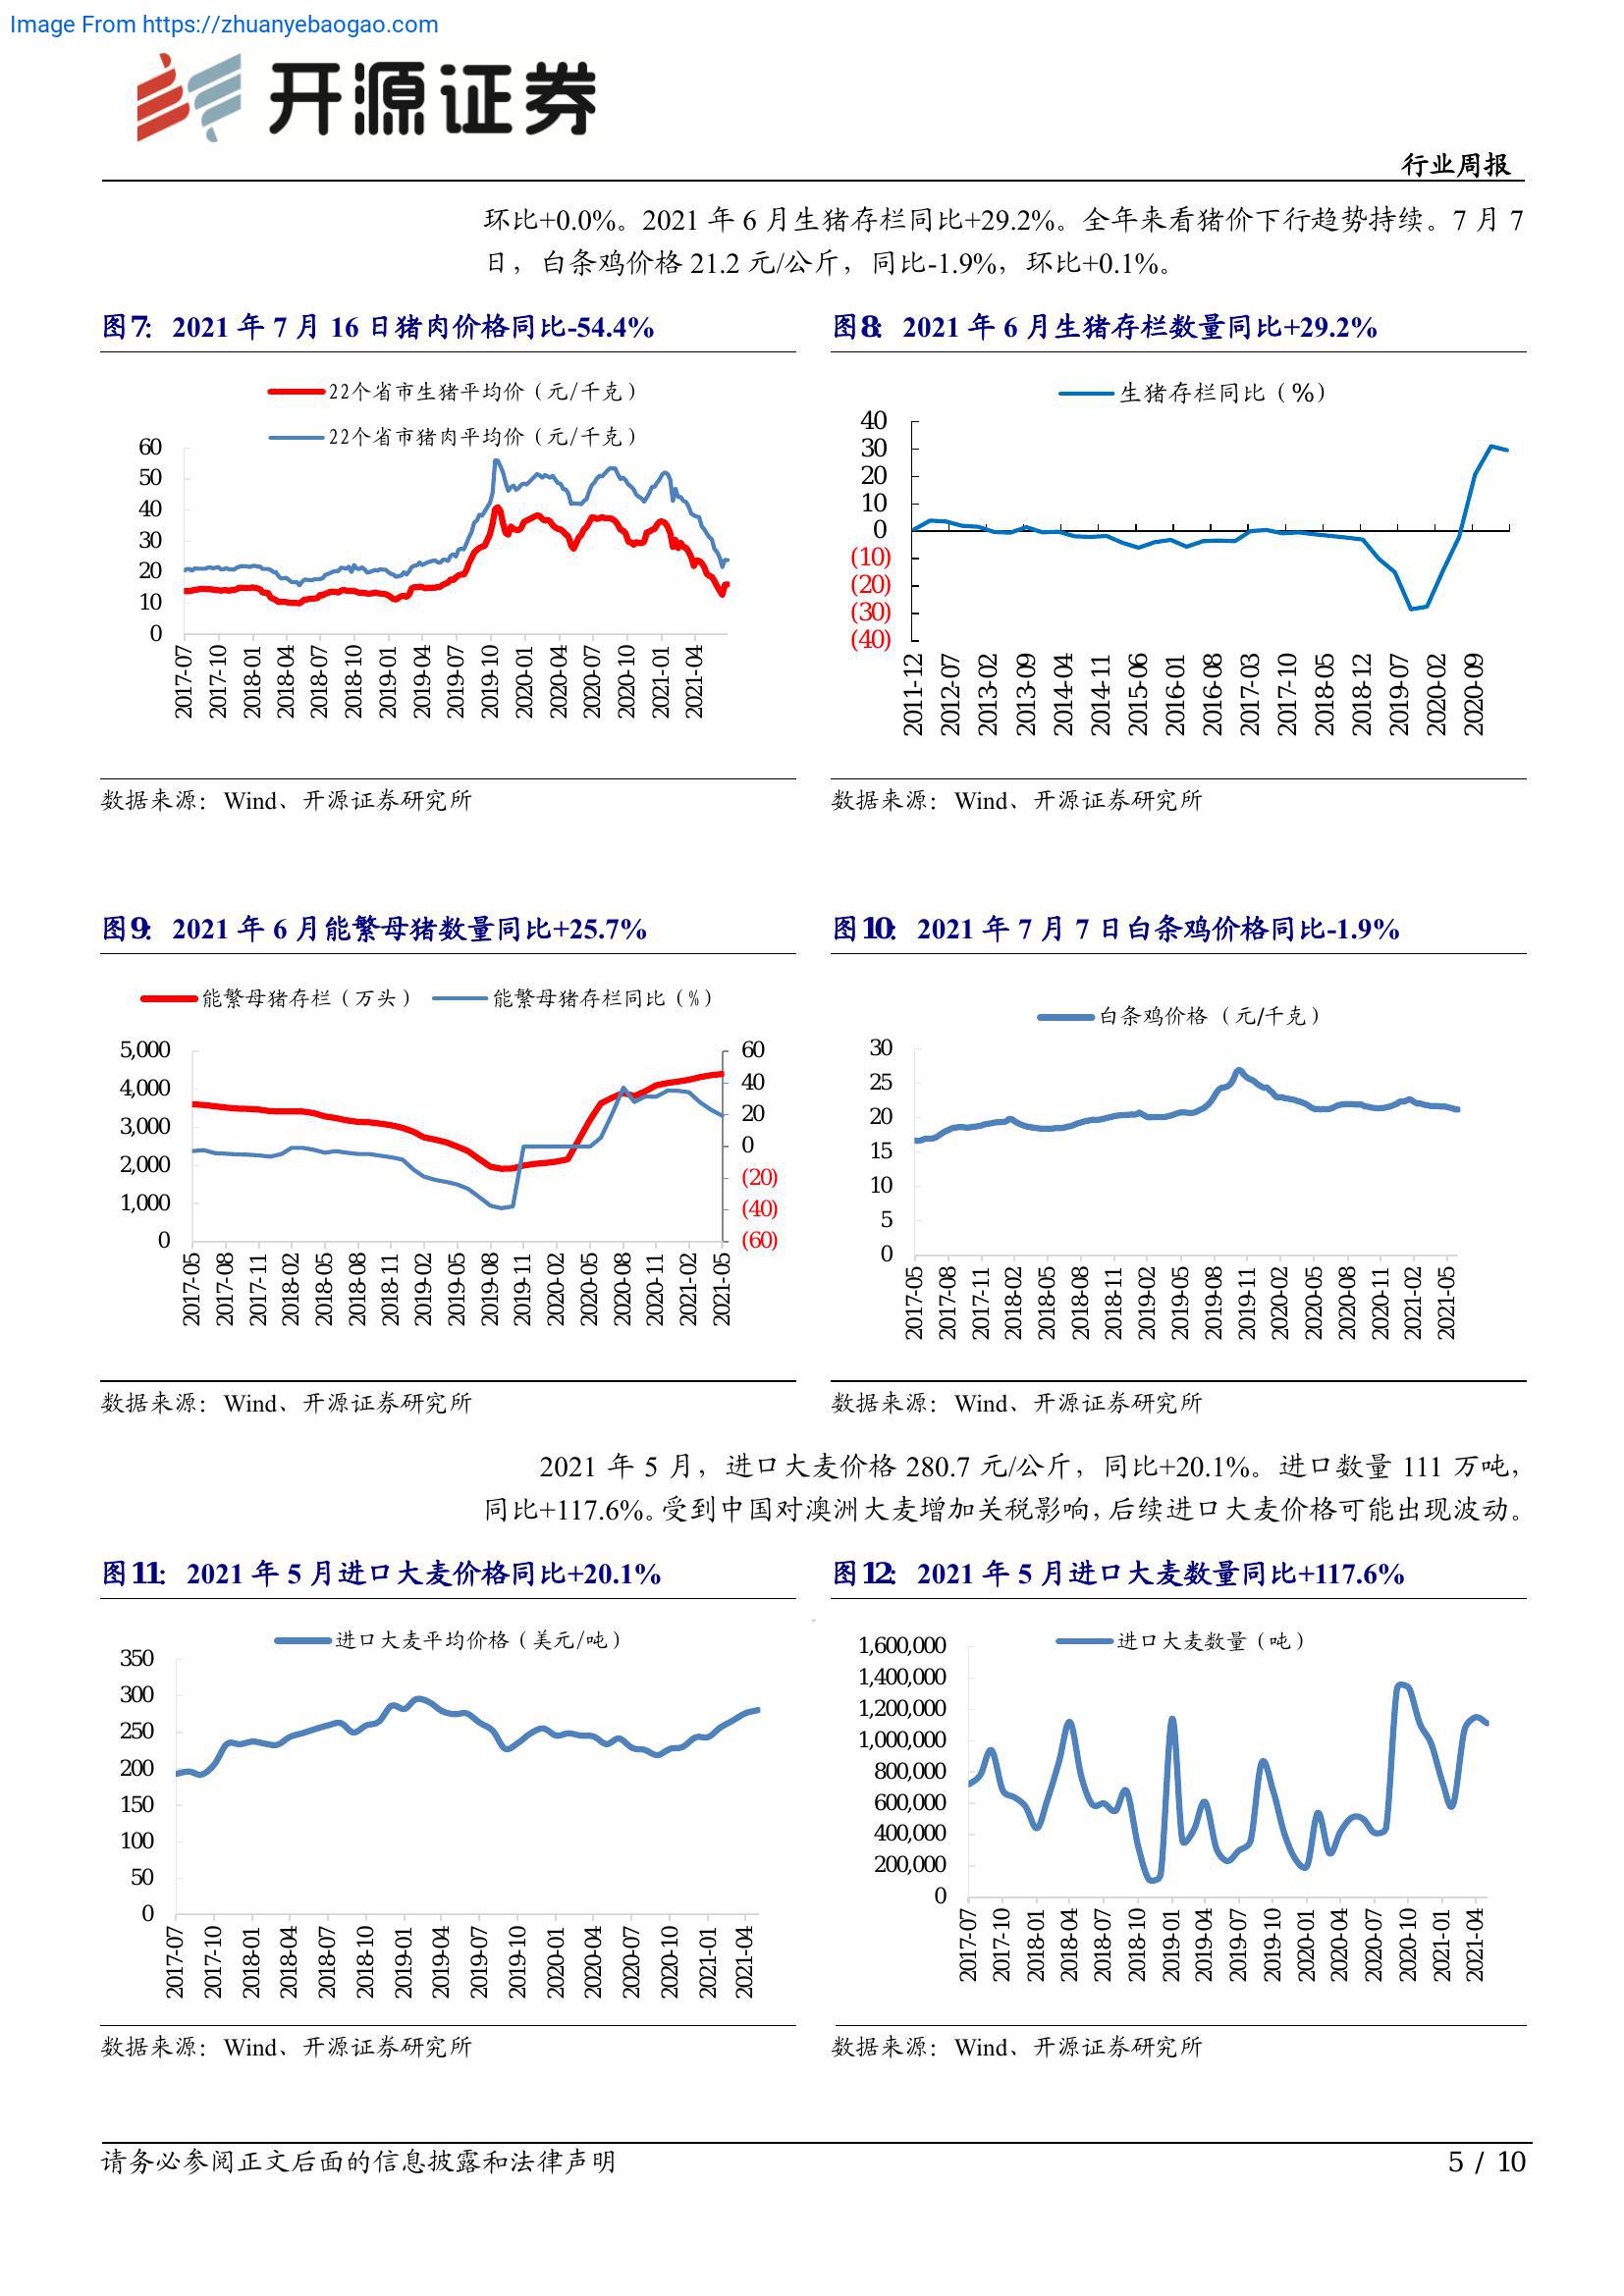 Image From https://zhuanyebaogao.com
开源证券
行业周报
环比+0.0%。2021 年 6 月生猪存栏同比+29.2%。全年来看猪价下行趋势持续。7 月 7
日，白条鸡价格 21.2 元/公斤，同比-1.9%，环比+0.1%。
图7： 2021 年 7 月 16 日猪肉价格同比-54.4%
22个省市生猪平均价（元/千克）
22个省市猪肉平均价（元/千克）
60
50
40
30
20
10
0
2017-07 2017-10 2018-01 2018-04 2018-07 2018-10 2019-01 2019-04 2019-07 2019-10 2020-01 2020-04 2020-07 2020-10 2021-01 2021-04
数据来源：Wind、开源证券研究所
图8： 2021 年 6 月生猪存栏数量同比+29.2%
生猪存栏同比（%）
40
30
20
10
0
(10)
(20)
(30)
(40)
2011-12 2012-07 2013-02 2013-09 2014-04 2014-11 2015-06 2016-01 2016-08 2017-03 2017-10 2018-05 2018-12 2019-07 2020-02 2020-09
数据来源：Wind、开源证券研究所
图9： 2021 年 6 月能繁母猪数量同比+25.7%
能繁母猪存栏（万头） 能繁母猪存栏同比（%）
5,000 60
4,000 40
3,000 20
2,000 0
1,000 (20)
0 (40)
(60)
2017-05 2017-08 2017-11 2018-02 2018-05 2018-08 2018-11 2019-02 2019-05 2019-08 2019-11 2020-02 2020-05 2020-08 2020-11 2021-02 2021-05
数据来源：Wind、开源证券研究所
图10： 2021 年 7 月 7 日白条鸡价格同比-1.9%
白条鸡价格（元/千克）
30
25
20
15
10
5
0
2017-05 2017-08 2017-11 2018-02 2018-05 2018-08 2018-11 2019-02 2019-05 2019-08 2019-11 2020-02 2020-05 2020-08 2020-11 2021-02 2021-05
数据来源：Wind、开源证券研究所
2021 年 5 月，进口大麦价格 280.7 元/公斤，同比+20.1%。进口数量 111 万吨，
同比+117.6%。受到中国对澳洲大麦增加关税影响，后续进口大麦价格可能出现波动。
图11： 2021 年 5 月进口大麦价格同比+20.1%
进口大麦平均价格（美元/吨）
350
300
250
200
150
100
50
0
2017-07 2017-10 2018-01 2018-04 2018-07 2018-10 2019-01 2019-04 2019-07 2019-10 2020-01 2020-04 2020-07 2020-10 2021-01 2021-04
数据来源：Wind、开源证券研究所
图12： 2021 年 5 月进口大麦数量同比+117.6%
进口大麦数量（吨）
1,600,000
1,400,000
1,200,000
1,000,000
800,000
600,000
400,000
200,000
0
2017-07 2017-10 2018-01 2018-04 2018-07 2018-10 2019-01 2019-04 2019-07 2019-10 2020-01 2020-04 2020-07 2020-10 2021-01 2021-04
数据来源：Wind、开源证券研究所
请务必参阅正文后面的信息披露和法律声明 5 / 10